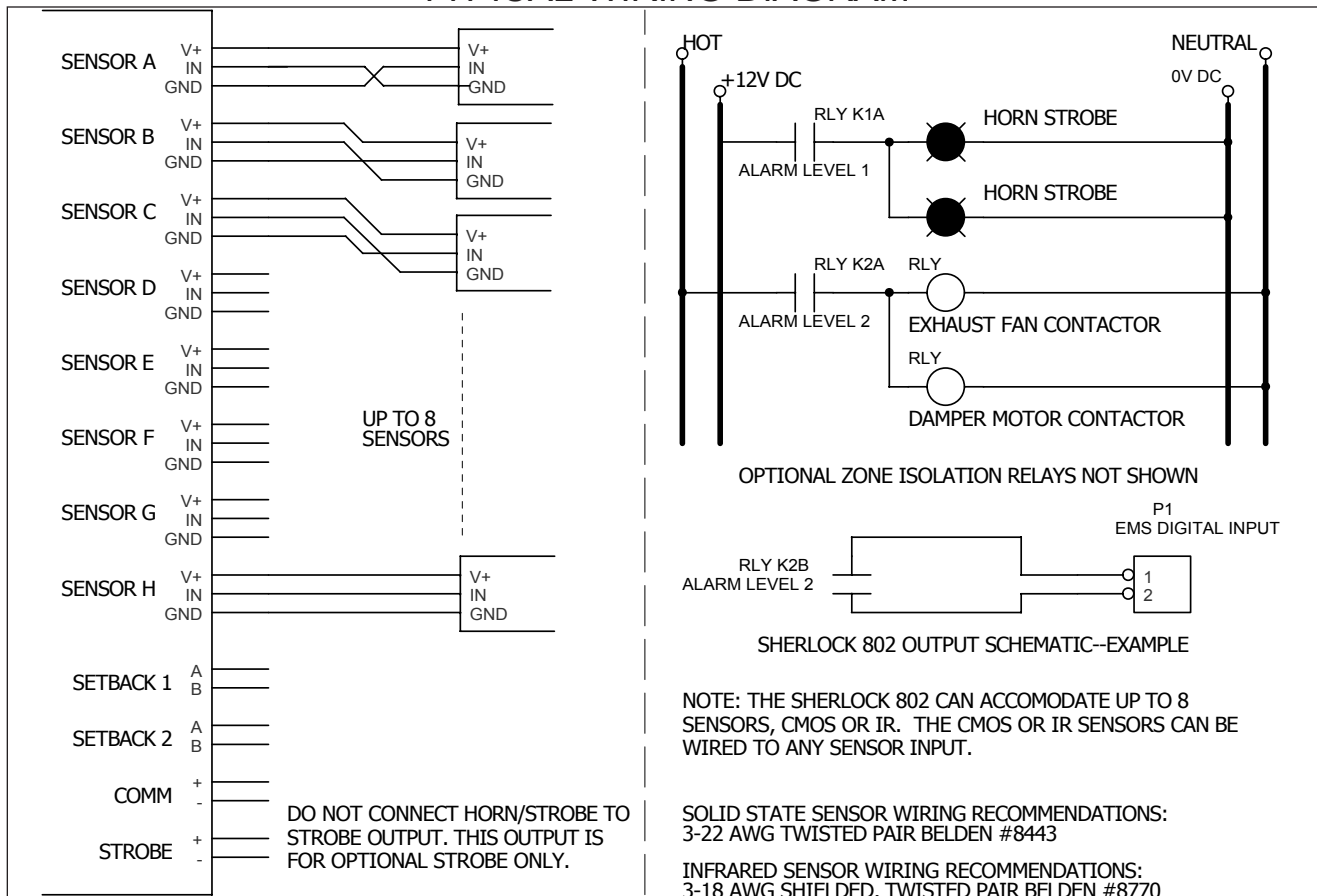 SENSOR A V+ IN GND
V+ IN GND
SENSOR B V+ IN GND
V+ IN GND
SENSOR C V+ IN GND
V+ IN GND
SENSOR D V+ IN GND
SENSOR E V+ IN GND
SENSOR F V+ IN GND
UP TO 8
SENSORS
SENSOR G V+ IN GND
SENSOR H V+ IN GND
V+ IN GND
SETBACK 1 A B
SETBACK 2 A B
COMM + -
STROBE + -
DO NOT CONNECT HORN/STROBE TO
STROBE OUTPUT. THIS OUTPUT IS
FOR OPTIONAL STROBE ONLY.
HOT
NEUTRAL
+12V DC
0V DC
RLY K1A
HORN STROBE
ALARM LEVEL 1
HORN STROBE
RLY K2A
RLY
ALARM LEVEL 2
EXHAUST FAN CONTACTOR
RLY
DAMPER MOTOR CONTACTOR
OPTIONAL ZONE ISOLATION RELAYS NOT SHOWN
P1
EMS DIGITAL INPUT
RLY K2B
ALARM LEVEL 2
1
2
SHERLOCK 802 OUTPUT SCHEMATIC--EXAMPLE
NOTE: THE SHERLOCK 802 CAN ACCOMODATE UP TO 8
SENSORS, CMOS OR IR. THE CMOS OR IR SENSORS CAN BE
WIRED TO ANY SENSOR INPUT.
SOLID STATE SENSOR WIRING RECOMMENDATIONS:
3-22 AWG TWISTED PAIR BELDEN #8443
INFRARED SENSOR WIRING RECOMMENDATIONS:
3-18 AWG SHIELDED, TWISTED PAIR BELDEN #8770